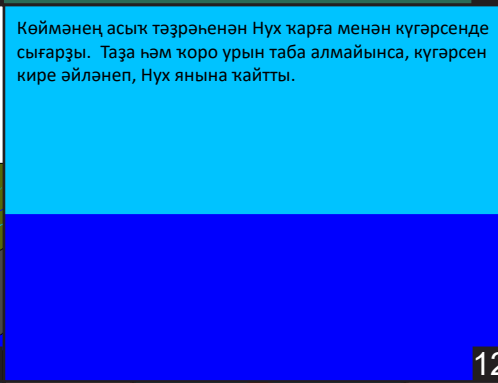 Көймәнең асыҡ тәҙрәһенән Нух ҡарға менән күгәрсенде
сығарҙы.  Таҙа һәм ҡоро урын таба алмайынса, күгәрсен
кире әйләнеп, Нух янына ҡайтты.
12